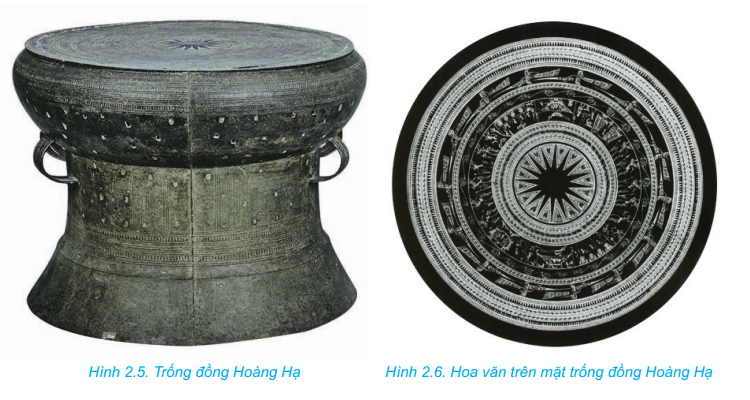 Hình 2.5. Trống đồng Hoàng Hạ
Hình 2.6. Hoa văn trên mặt trống đồng Hoàng Hạ